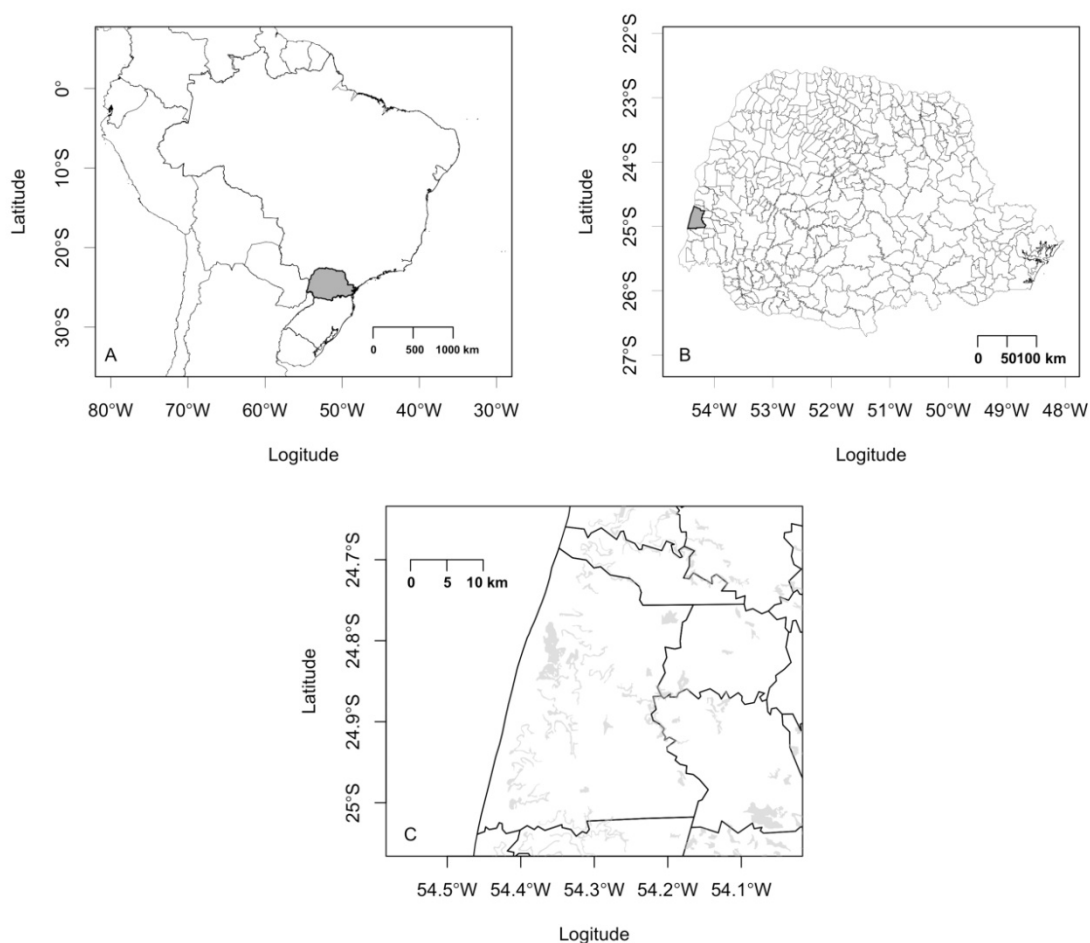 Latitude
0°
10°S
20°S
30°S
A
0 500 1000 km
80°W 70°W 60°W 50°W 40°W 30°W
Logitude
Latitude
22°S
23°S
24°S
25°S
26°S
27°S
B
0 50100 km
54°W 53°W 52°W 51°W 50°W 49°W 48°W
Logitude
Latitude
24.7°S
24.8°S
24.9°S
25°S
0 5 10 km
C
54.5°W 54.4°W 54.3°W 54.2°W 54.1°W
Logitude